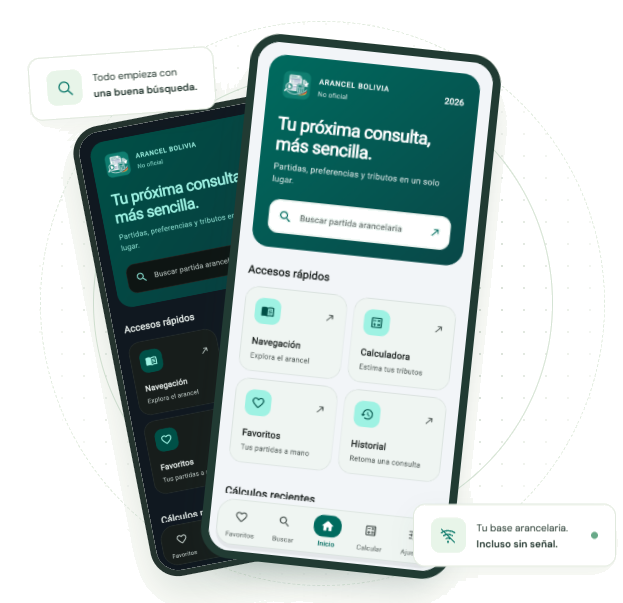 Todo empieza con
una buena búsqueda.
ARANCEL BOLIVIA
No oficial
2026
Tu próxima consulta,
más sencilla.
Partidas, preferencias y tributos en un solo
lugar.
Buscar partida arancelaria
Accesos rápidos
Navegación
Explora el arancel
Calculadora
Estima tus tributos
Favoritos
Tus partidas a mano
Historial
Retoma una consulta
Cálculos recientes
Favoritos
Buscar
Inicio
Calcular
ARANCEL BOLIVIA
No oficial
Tu próxima consulta
más sencilla.
Partidas, preferencias y tributos en
lugar.
Buscar partida
Accesos rápidos
Navegación
Explora el arancel
Favoritos
Tus partidas a
Cálculos
Favoritos
Tu base arancelaria.
Incluso sin señal.